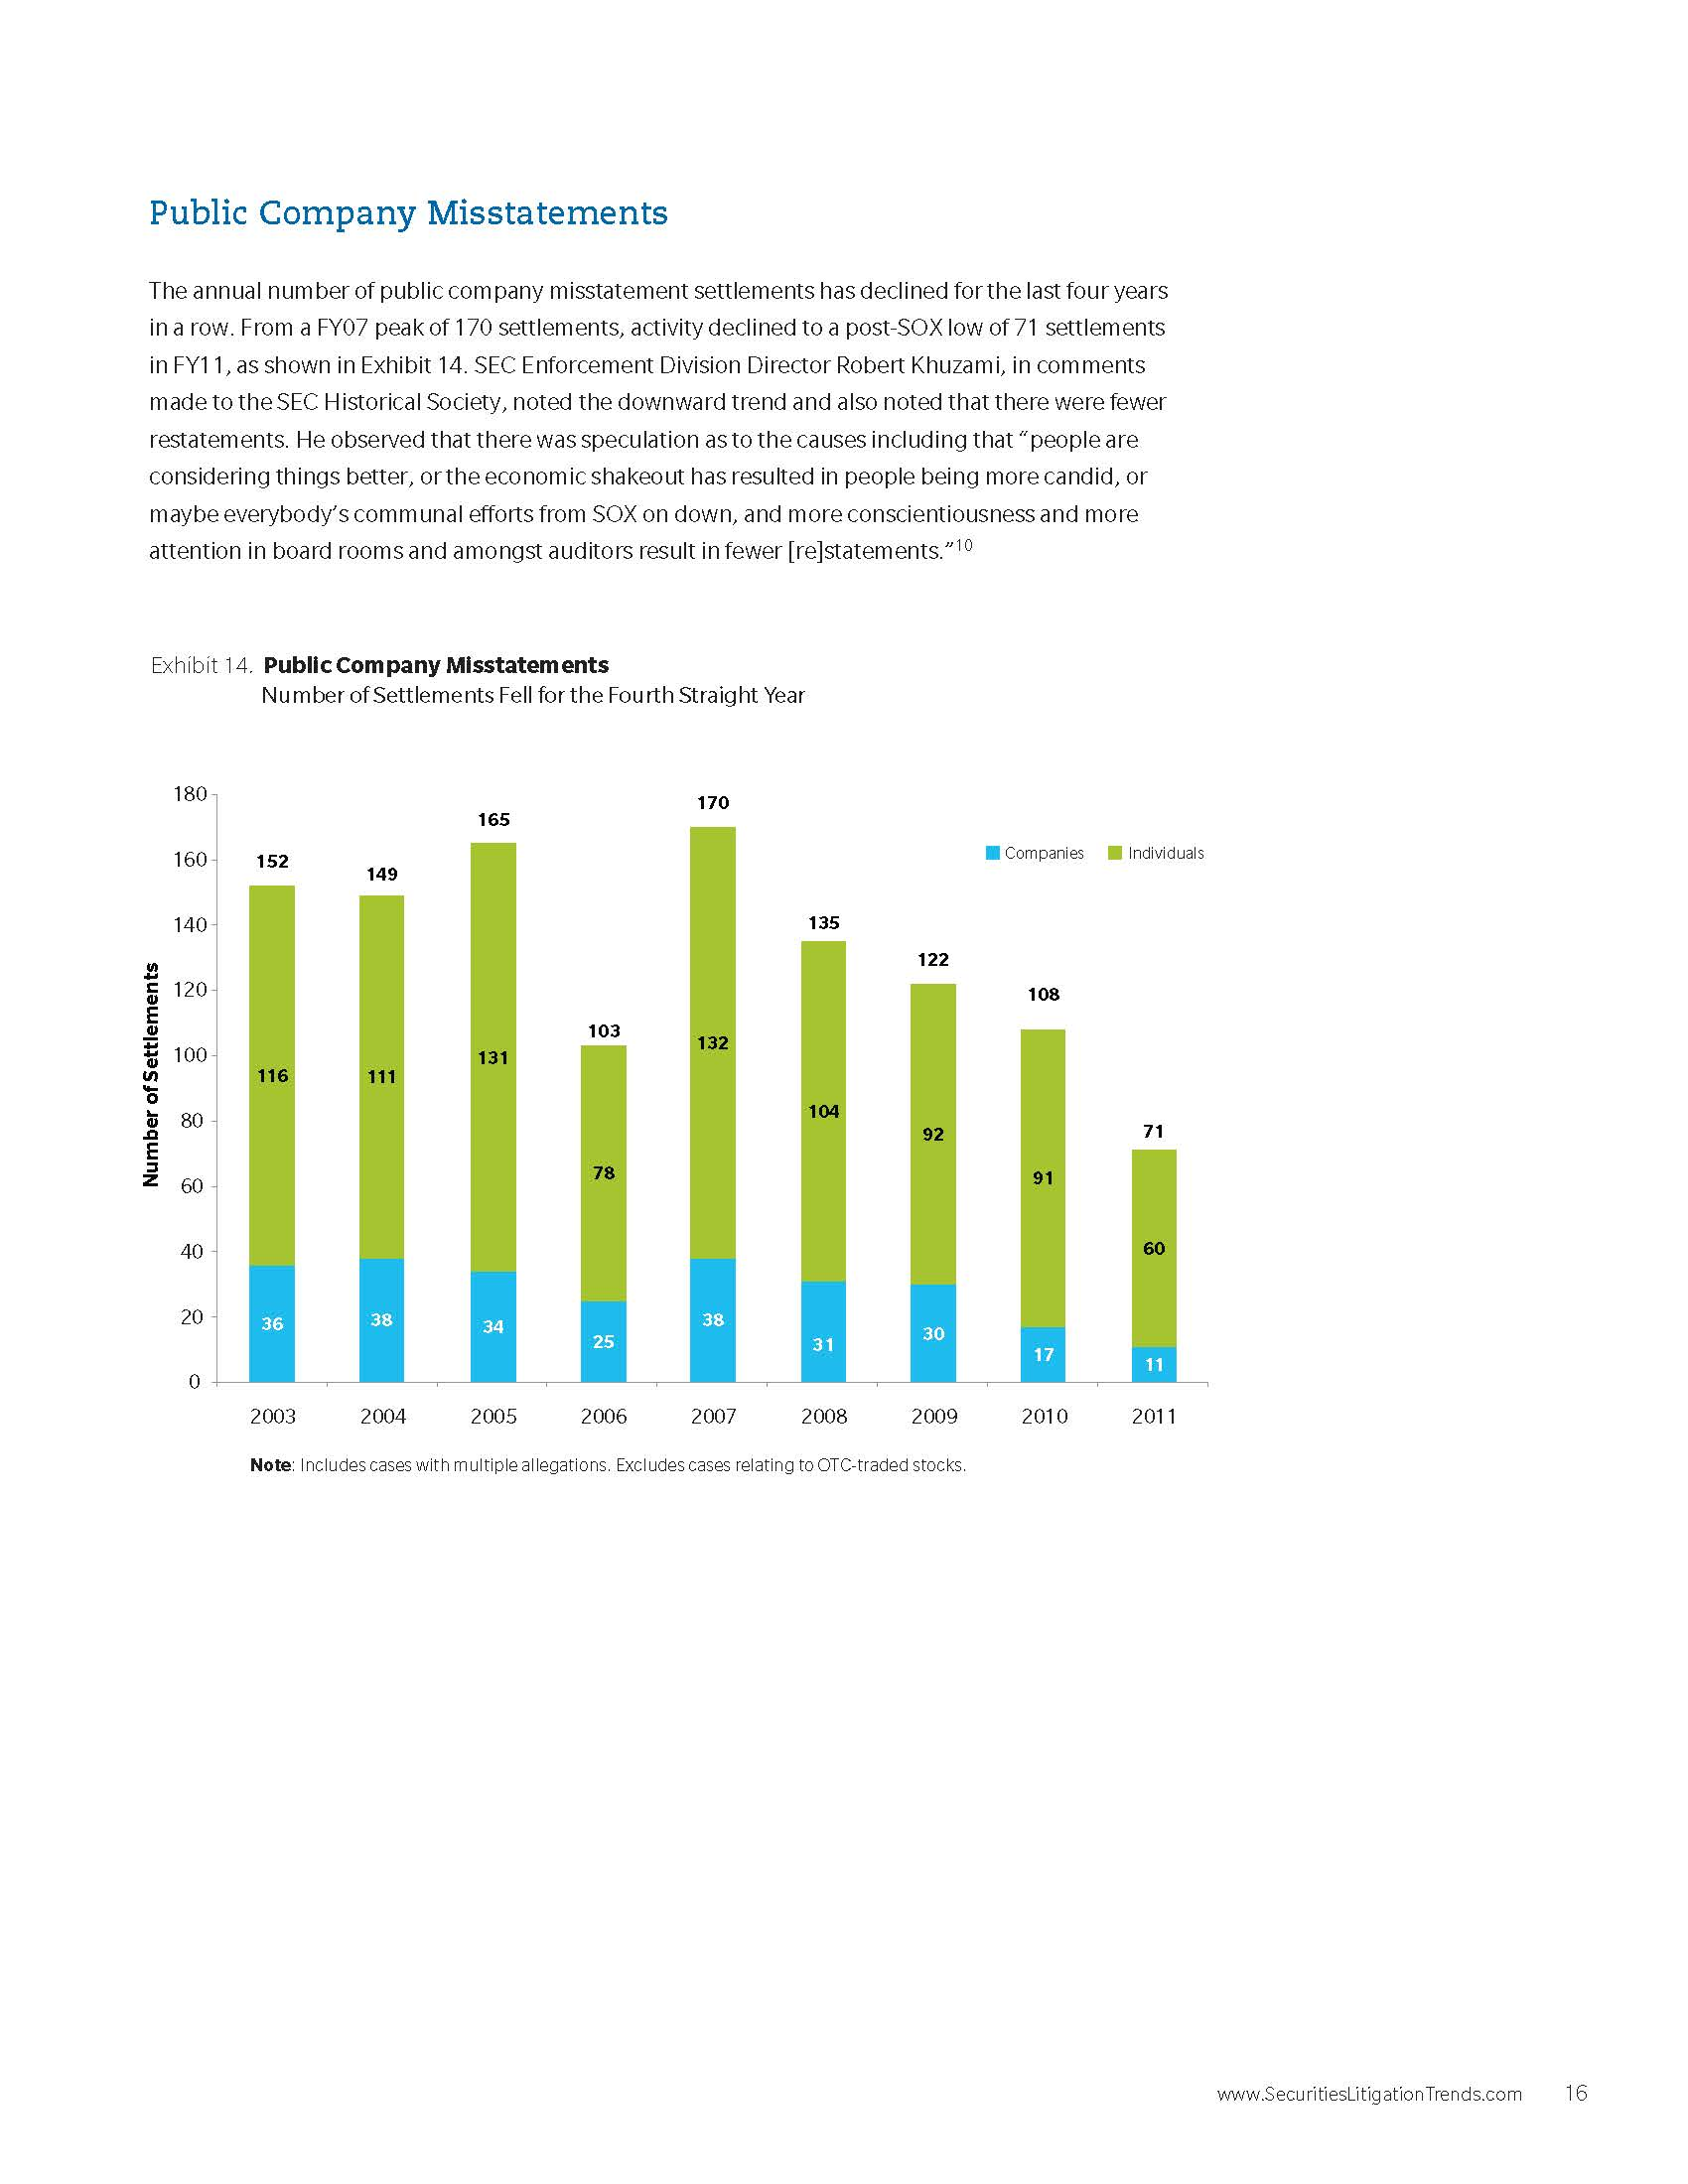 Public Company Misstatements
The annual number of public company misstatement settlements has declined for the last four years
in a row. From a FY07 peak of 170 settlements, activity declined to a post-SOX low of 71 settlements
in FY11, as shown in Exhibit 14. SEC Enforcement Division Director Robert Khuzami, in comments
made to the SEC Historical Society, noted the downward trend and also noted that there were fewer
restatements. He observed that there was speculation as to the causes including that “people are
considering things better, or the economic shakeout has resulted in people being more candid, or
maybe everybody’s communal efforts from SOX on down, and more conscientiousness and more
attention in board rooms and amongst auditors result in fewer [re]statements.”10
Exhibit 14. Public Company Misstatements
Number of Settlements Fell for the Fourth Straight Year
Number of Settlements
180
160
140
120
100
80
60
40
20
0
Companies Individuals
152
149
165
103
170
135
122
108
71
116
111
131
78
132
104
92
91
60
36
38
34
25
38
31
30
17
11
2003 2004 2005 2006 2007 2008 2009 2010 2011
Note: Includes cases with multiple allegations. Excludes cases relating to OTC-traded stocks.
www.SecuritiesLitigationTrends.com 16